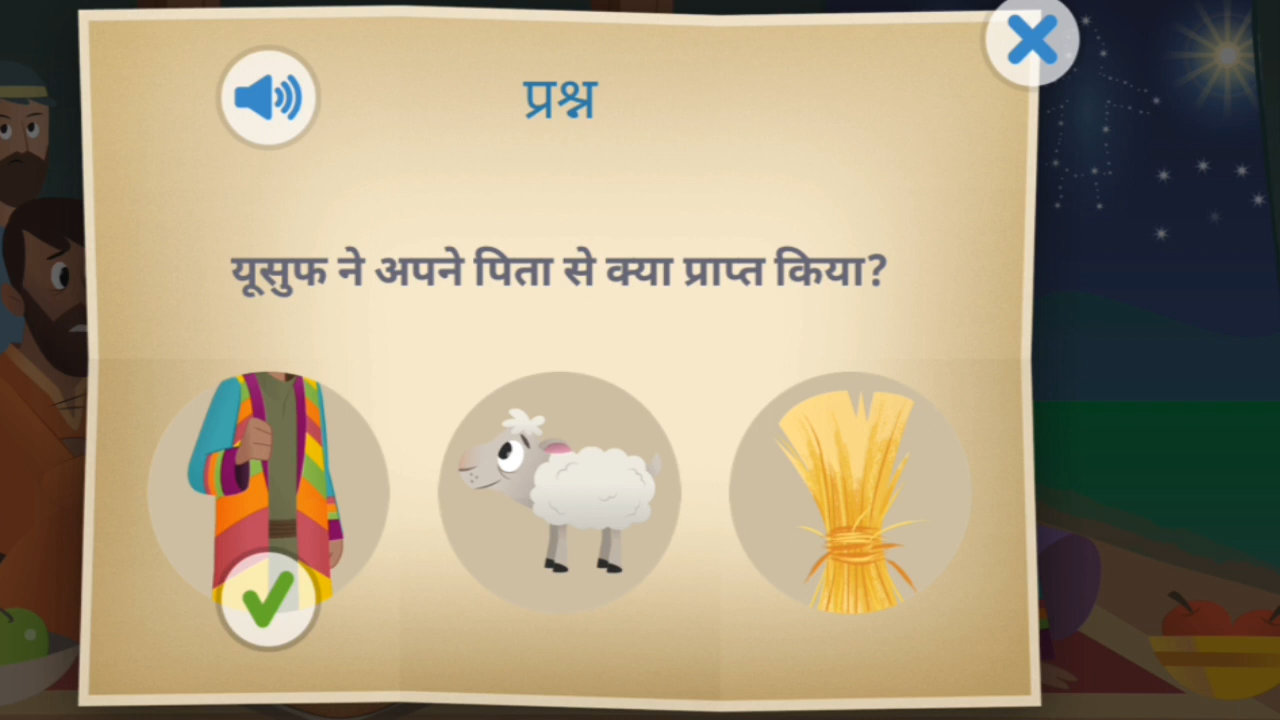 प्रश्न
यूसुफ ने अपने पिता से क्या प्राप्त किया?